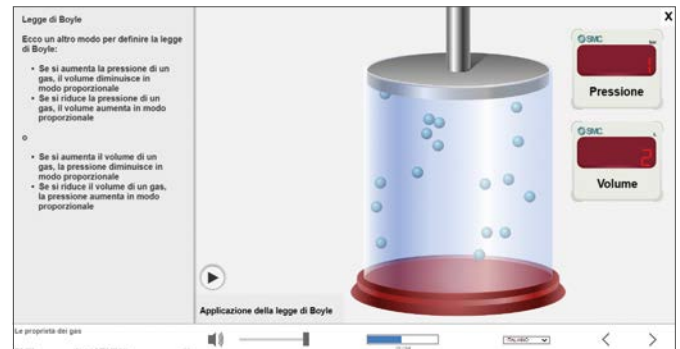 Legge di Boyle
Ecco un altro modo per definire la legge
di Boyle:
• Se si aumenta la pressione di un
gas, il volume diminuisce in
modo proporzionale
• Se si riduce la pressione di un
gas, il volume aumenta in modo
proporzionale
o
• Se si aumenta il volume di un
gas, la pressione diminuisce in
modo proporzionale
• Se si riduce il volume di un gas,
la pressione aumenta in modo
proporzionale
X
SMC
bar
1
Pressione
SMC
L
2
Volume
Applicazione della legge di Boyle
Le proprietà dei gas
ITALIANO